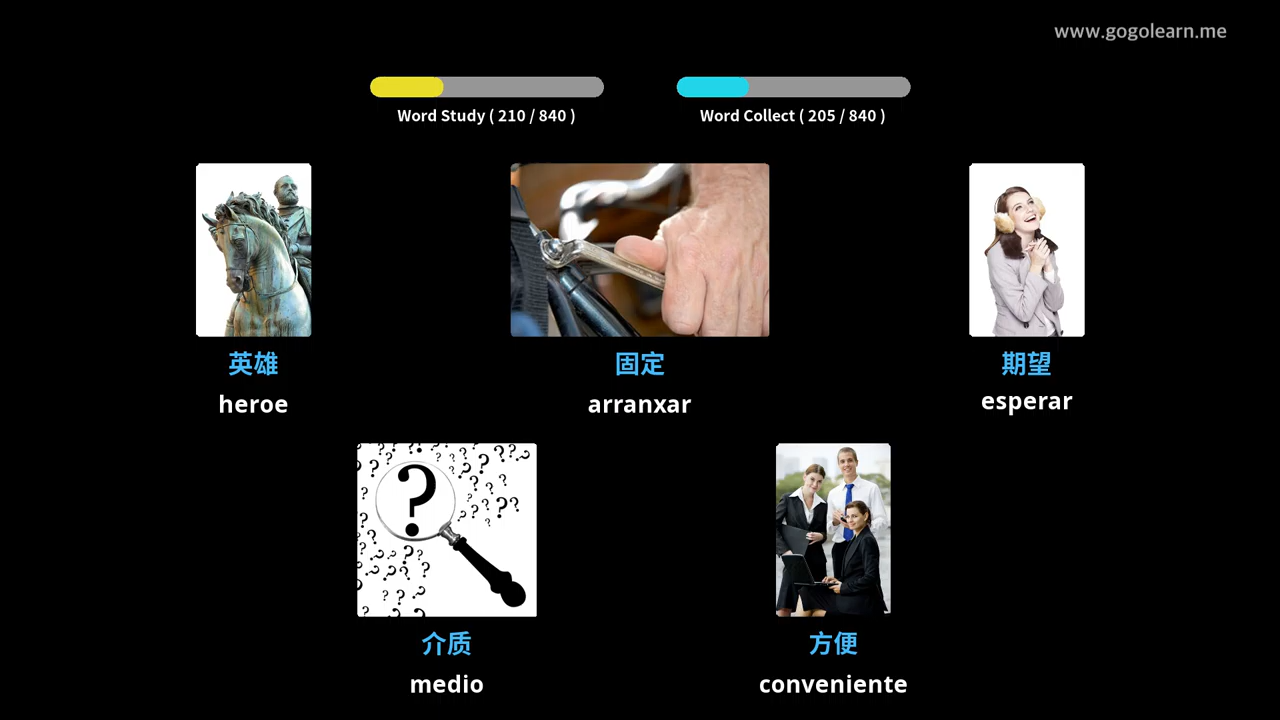 www.gogolearn.me
Word Study ( 210 / 840 )
Word Collect ( 205 / 840 )
英雄
heroe
固定
arranxar
期望
esperar
介质
medio
方便
conveniente